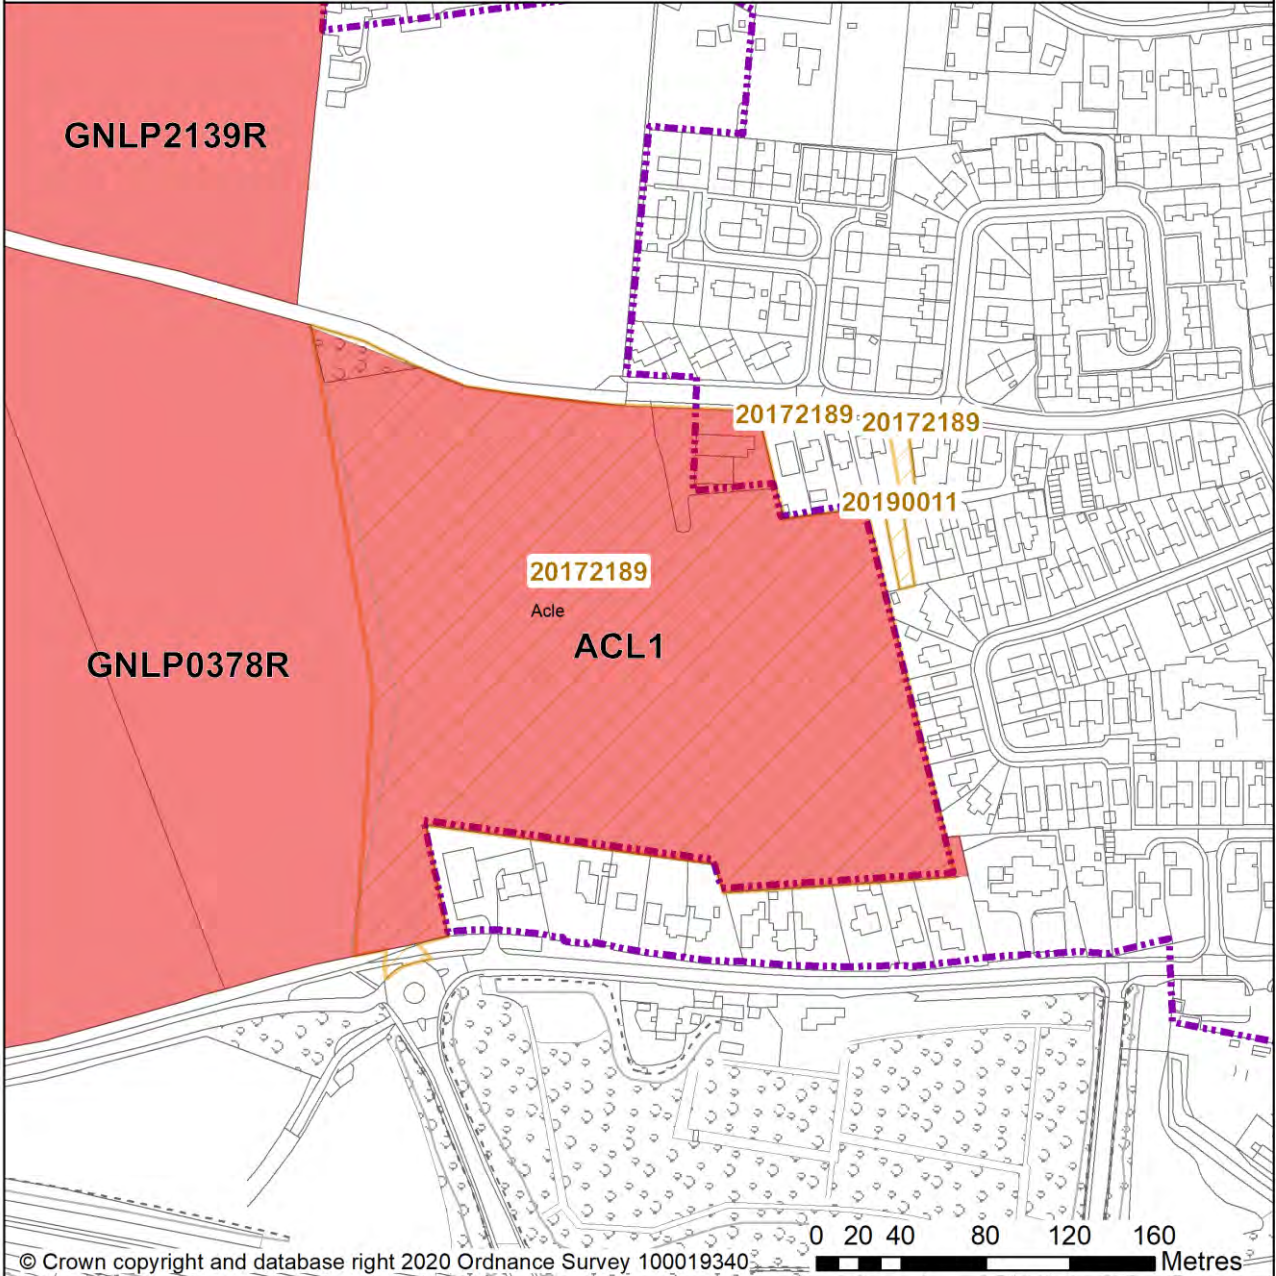 GNLP2139R
20172189
20172189
20190011
20172189
Acle
ACL1
GNLP0378R
0 20 40 80 120 160
Metres
© Crown copyright and database right 2020 Ordnance Survey 100019340